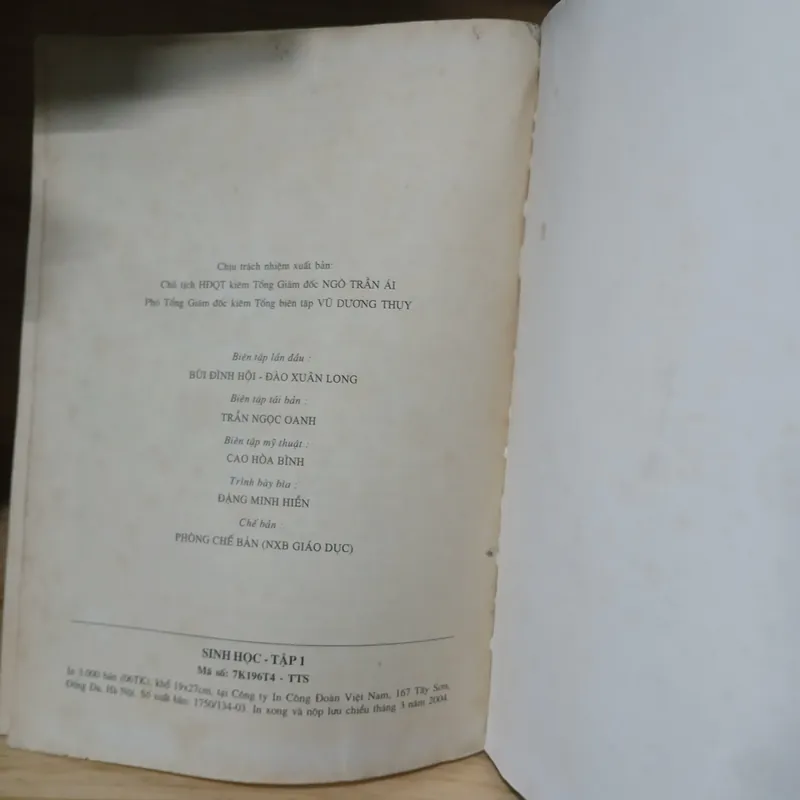 Chịu trách nhiệm xuất bản:
Chủ tịch HĐQT kiêm Tổng Giám đốc NGÔ TRẦN ÁI
Phó Tổng Giám đốc kiêm Tổng biên tập VŨ DƯƠNG THỤY
Biên tập lần đầu :
BÙI ĐÌNH HỘI - ĐÀO XUÂN LONG
Biên tập tái bản :
TRẦN NGỌC OANH
Biên tập mỹ thuật :
CAO HÒA BÌNH
Trình bày bìa :
ĐẶNG MINH HIỀN
Chế bản :
PHÒNG CHẾ BẢN (NXB GIÁO DỤC)
SINH HỌC - TẬP 1
Mã số: 7K196T4 - TTS
In 3.000 bản (06TK), khổ 19x27cm, tại Công ty In Công Đoàn Việt Nam, 167 Tây Sơn,
Đống Đa, Hà Nội. Số xuất bản: 1750/134-03. In xong và nộp lưu chiểu tháng 3 năm 2004.